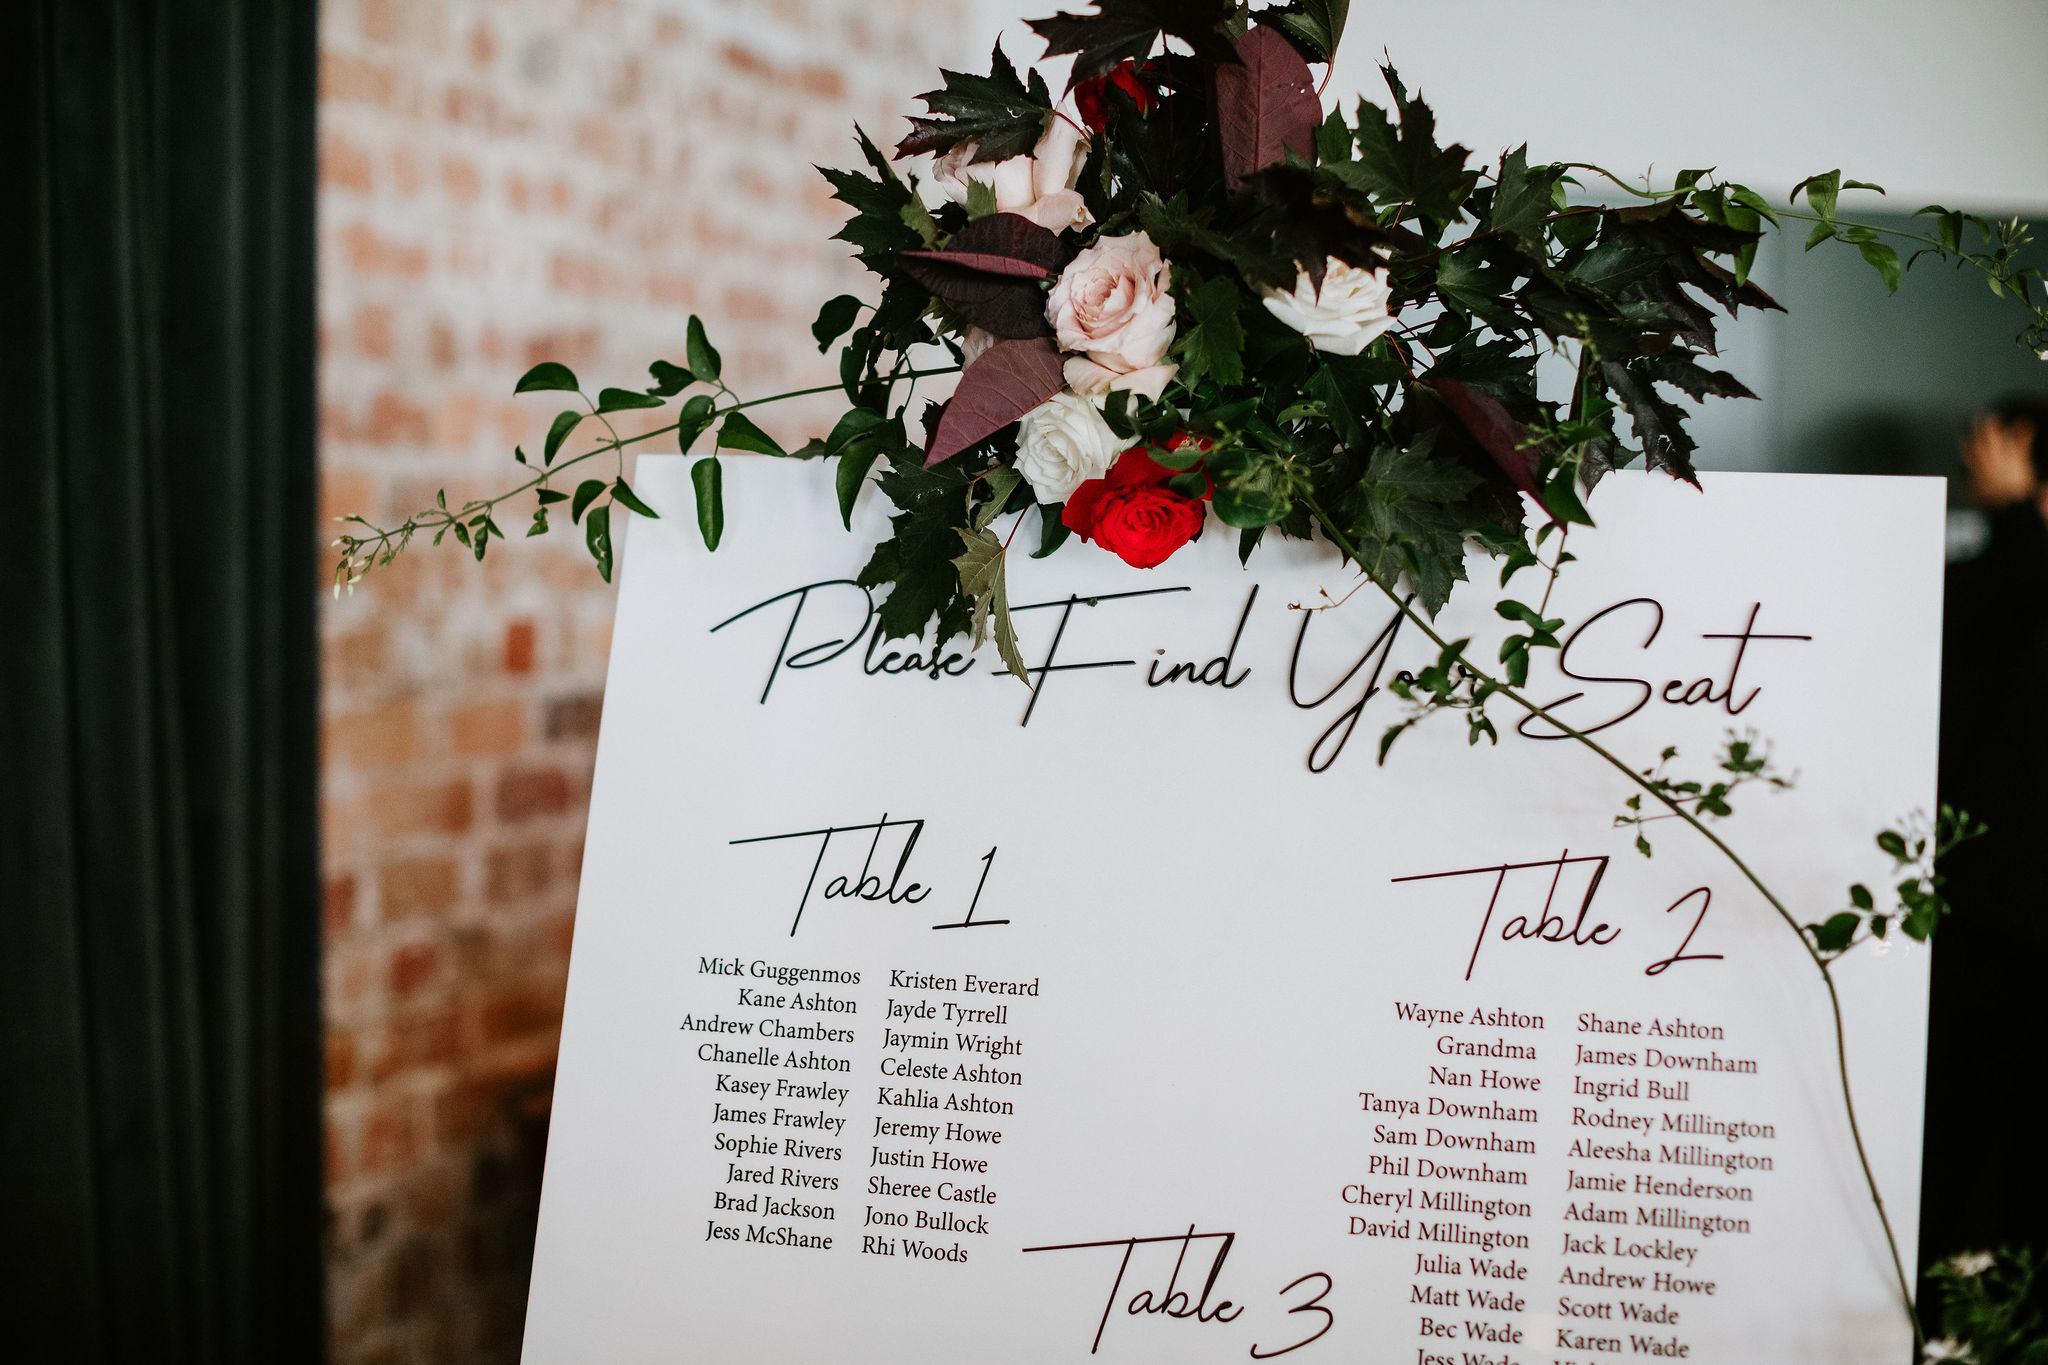 Please Find Your Seat
Table 1
Mick Guggenmos Kristen Everard
Kane Ashton Jayde Tyrrell
Andrew Chambers Jaymin Wright
Chanelle Ashton Celeste Ashton
Kasey Frawley Kahlia Ashton
James Frawley Jeremy Howe
Sophie Rivers Justin Howe
Jared Rivers Sheree Castle
Brad Jackson Jono Bullock
Jess McShane Rhi Woods
Table 2
Wayne Ashton Shane Ashton
Grandma James Downham
Nan Howe Ingrid Bull
Tanya Downham Rodney Millington
Sam Downham Aleesha Millington
Phil Downham Jamie Henderson
Cheryl Millington Adam Millington
David Millington Jack Lockley
Julia Wade Andrew Howe
Matt Wade Scott Wade
Bec Wade Karen Wade
Jess Wade
Table 3